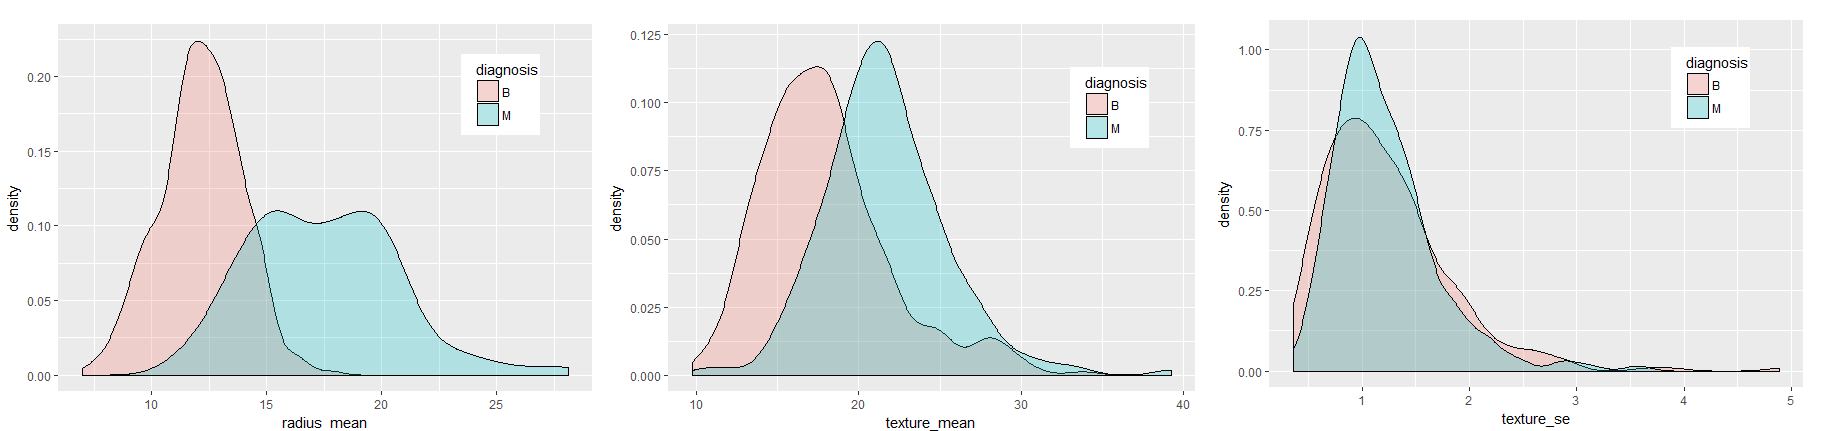 diagnosis
B
M
0.20
0.15
0.10
0.05
0.00
density
10
15
20
25
radius_mean
diagnosis
B
M
0.125
0.100
0.075
0.050
0.025
0.000
density
10
20
30
40
texture_mean
diagnosis
B
M
1.00
0.75
0.50
0.25
0.00
density
1
2
3
4
5
texture_se